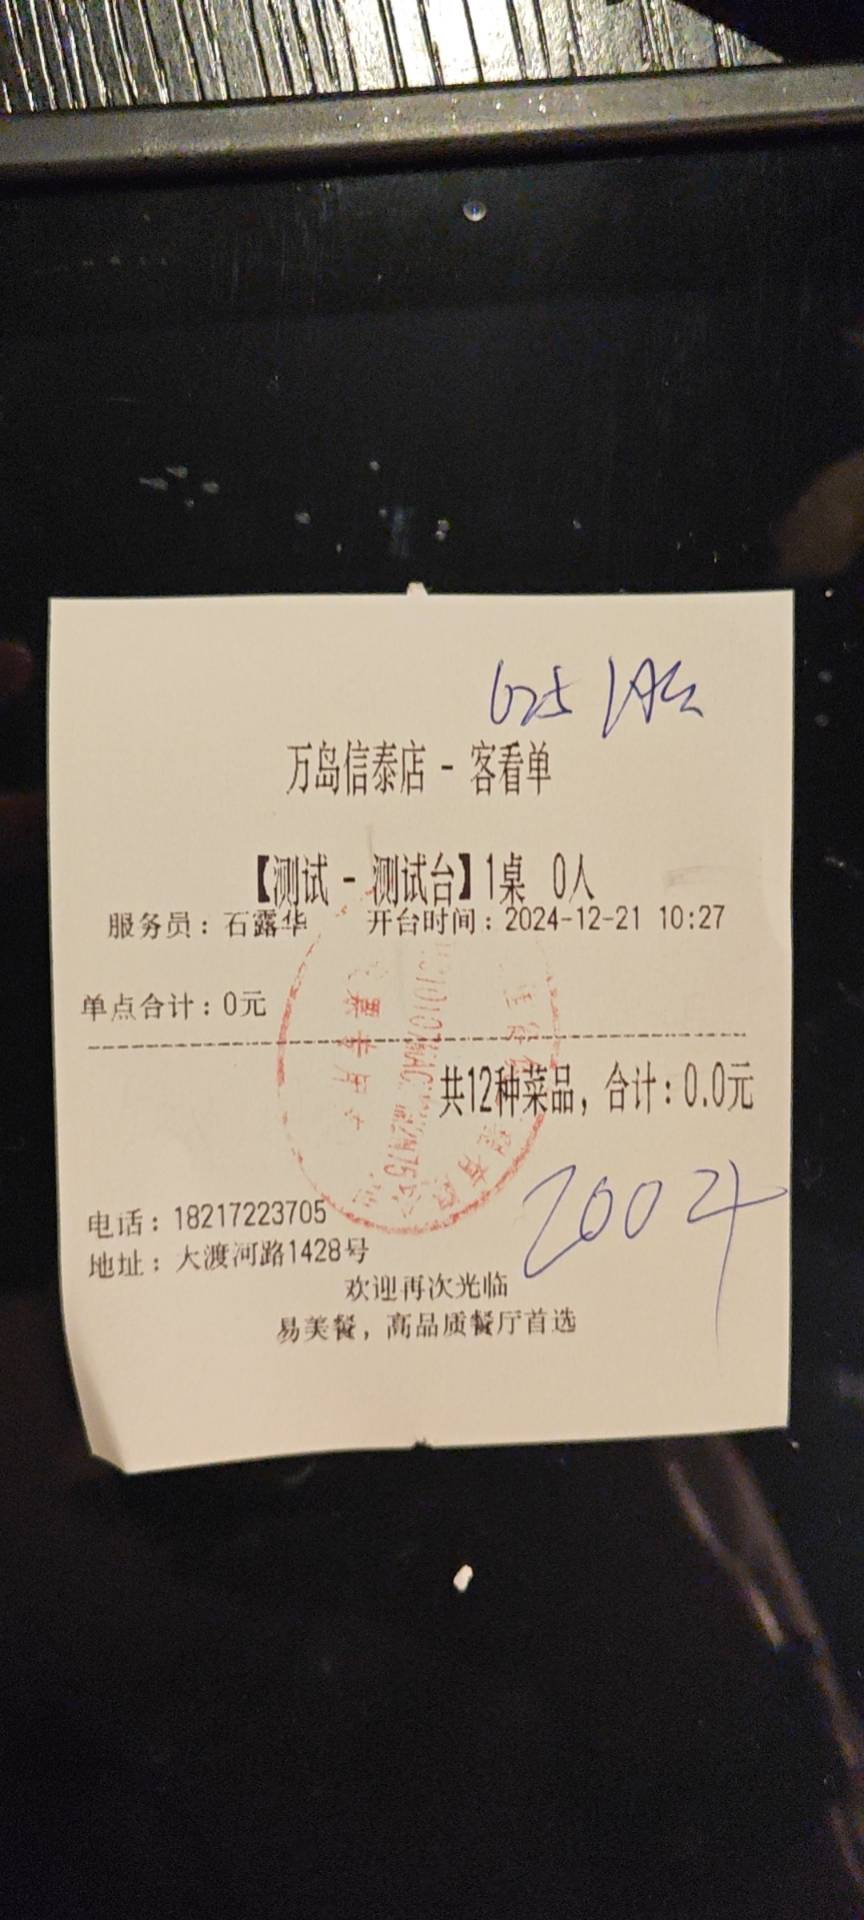 625
万岛信泰店 - 客看单
【测试 - 测试台】1桌 0人
服务员：石露华 开台时间：2024-12-21 10:27
单点合计：0元
共12种菜品，合计：0.0元
2004
电话：18217223705
地址：大渡河路1428号
欢迎再次光临
易美餐，高品质餐厅首选